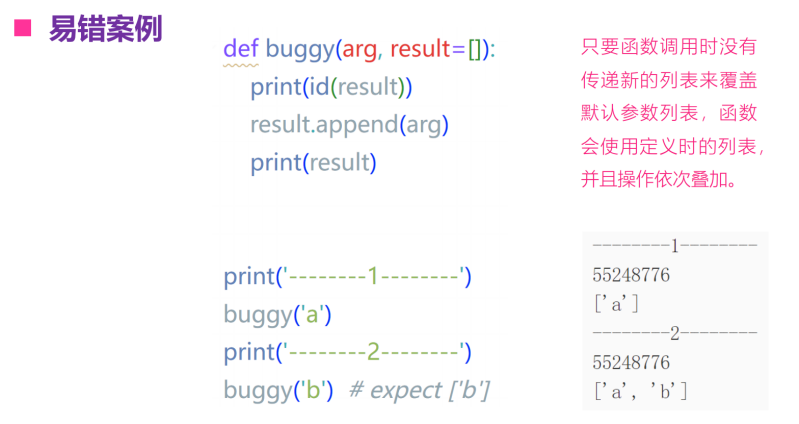 易错案例
def buggy(arg, result=[]):
    print(id(result))
    result.append(arg)
    print(result)
print('--------1--------')
buggy('a')
print('--------2--------')
buggy('b')  # expect ['b']
只要函数调用时没有
传递新的列表来覆盖
默认参数列表，函数
会使用定义时的列表，
并且操作依次叠加。
--------1--------
55248776
['a']
--------2--------
55248776
['a', 'b']